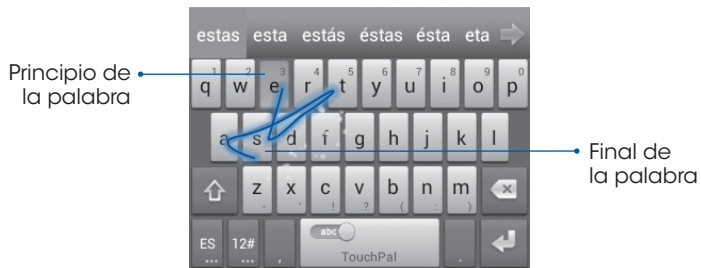 estas esta estás éstas ésta eta
Principio de
la palabra
1 2 3 4 5 6 7 8 9 0
q w e r t y u i o p
a s d f g h j k l
Final de
la palabra
z x c v b n m
- ' ! ? ( : )
ES 12# , abc .
TouchPal